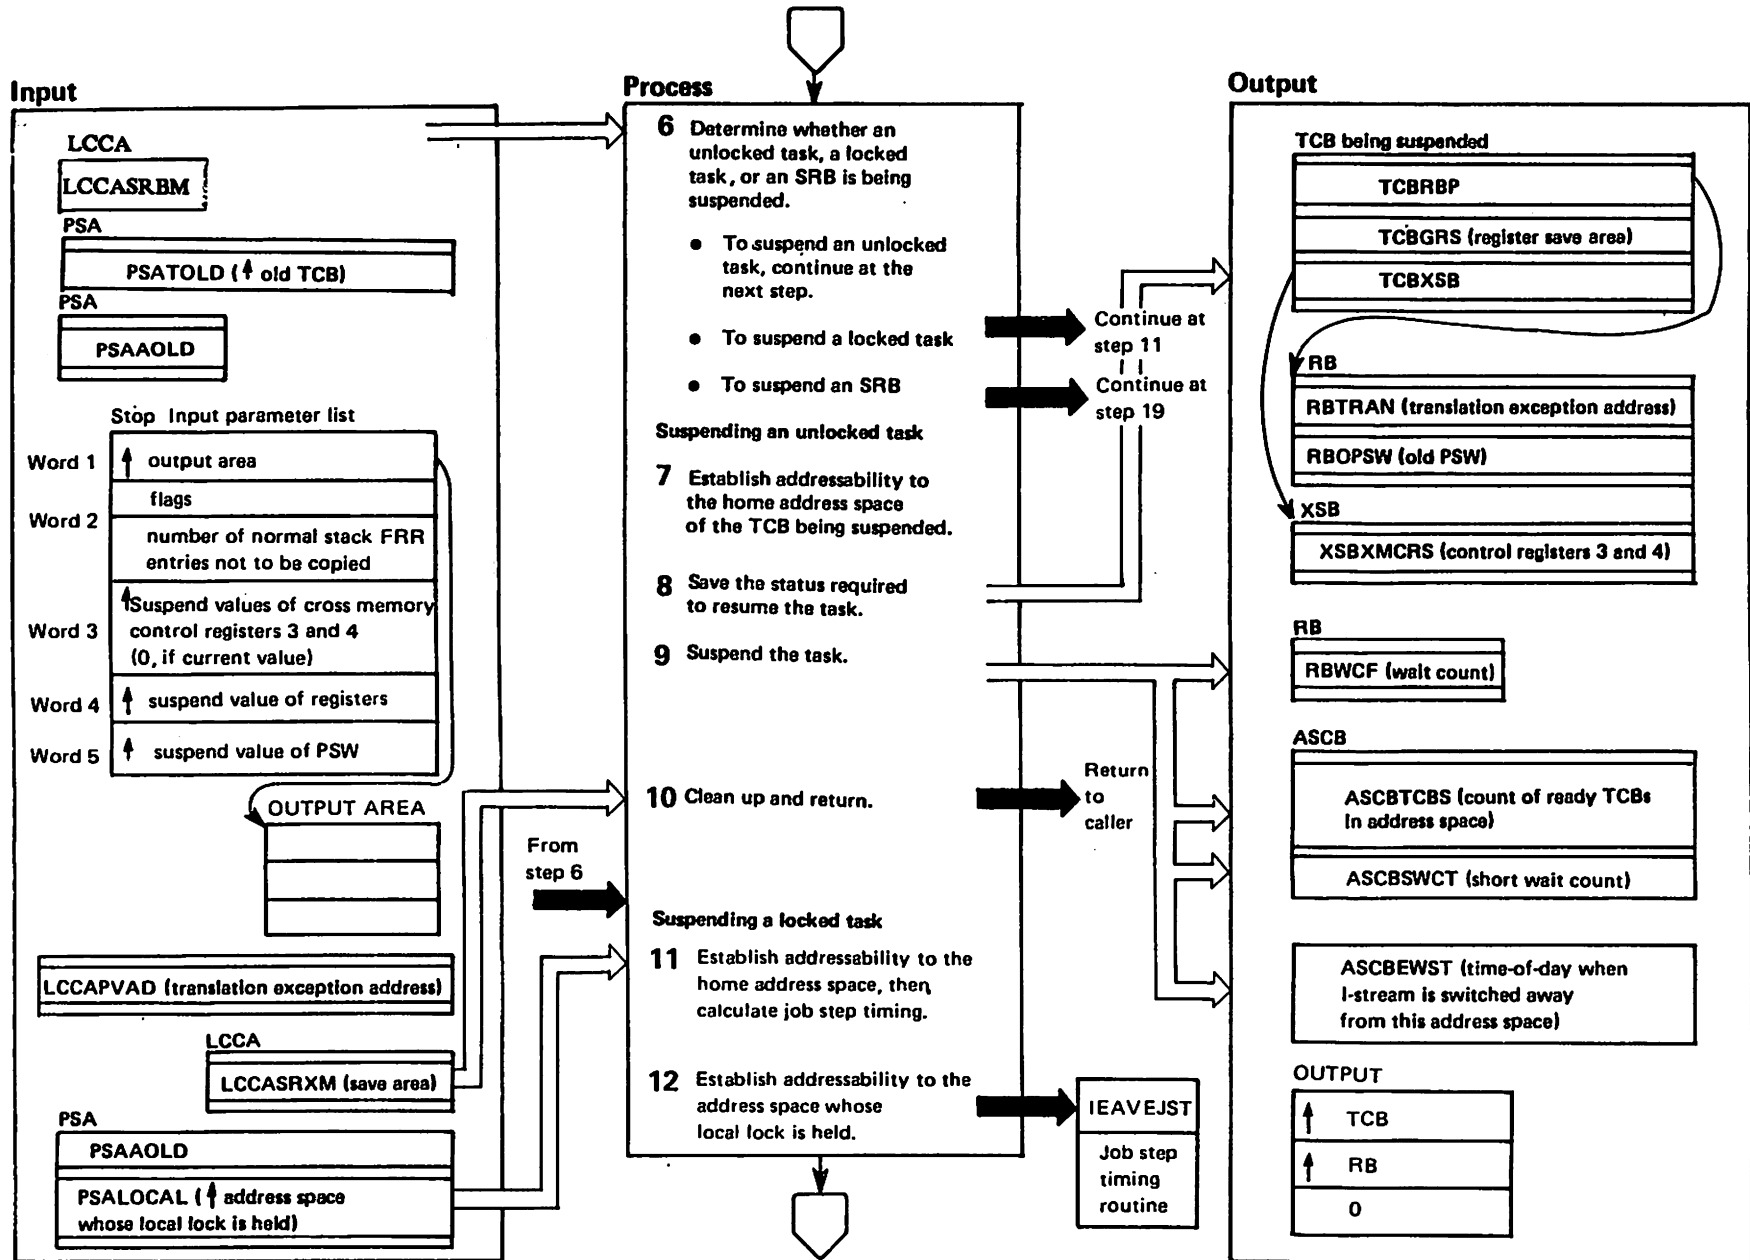 Input
LCCA
LCCASRBM
PSA
PSATOLD (↑ old TCB)
PSA
PSAAOLD
Stop Input parameter list
Word 1
↑ output area
Word 2
flags
number of normal stack FRR
entries not to be copied
Word 3
↑Suspend values of cross memory
control registers 3 and 4
(0, if current value)
Word 4
↑ suspend value of registers
Word 5
↑ suspend value of PSW
OUTPUT AREA
LCCAPVAD (translation exception address)
LCCA
LCCASRXM (save area)
PSA
PSAAOLD
PSALOCAL (↑ address space
whose local lock is held)
Process
6 Determine whether an
unlocked task, a locked
task, or an SRB is being
suspended.
• To suspend an unlocked
task, continue at the
next step.
• To suspend a locked task
Continue at
step 11
• To suspend an SRB
Continue at
step 19
Suspending an unlocked task
7 Establish addressability to
the home address space
of the TCB being suspended.
8 Save the status required
to resume the task.
9 Suspend the task.
10 Clean up and return.
Return
to
caller
From
step 6
Suspending a locked task
11 Establish addressability to the
home address space, then
calculate job step timing.
12 Establish addressability to the
address space whose
local lock is held.
IEAVEJST
Job step
timing
routine
Output
TCB being suspended
TCBRBP
TCBGRS (register save area)
TCBXSB
RB
RBTRAN (translation exception address)
RBOPSW (old PSW)
XSB
XSBXMCRS (control registers 3 and 4)
RB
RBWCF (wait count)
ASCB
ASCBTCBS (count of ready TCBs
In address space)
ASCBSWCT (short wait count)
ASCBEWST (time-of-day when
I-stream is switched away
from this address space)
OUTPUT
↑ TCB
↑ RB
0